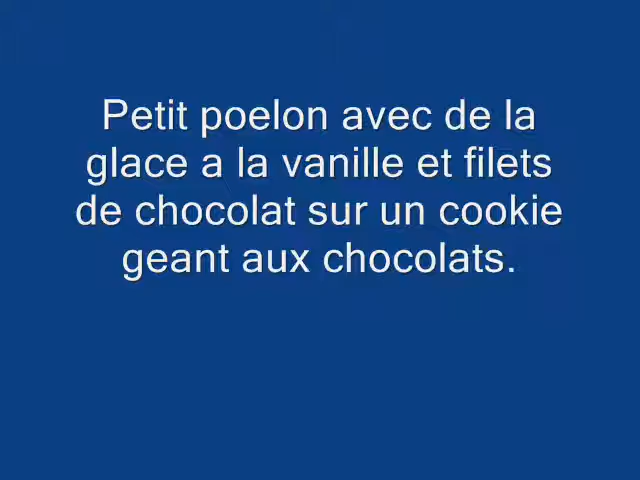 Petit poelon avec de la
glace a la vanille et filets
de chocolat sur un cookie
geant aux chocolats.